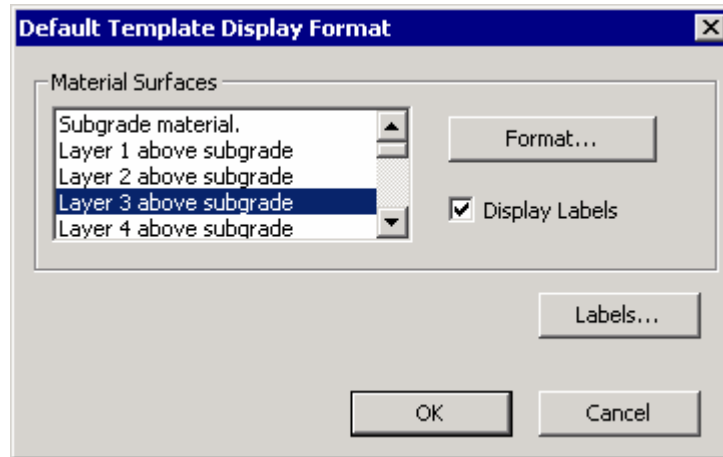 Default Template Display Format
Material Surfaces
Subgrade material.
Layer 1 above subgrade
Layer 2 above subgrade
Layer 3 above subgrade
Layer 4 above subgrade
Format...
Display Labels
Labels...
OK
Cancel